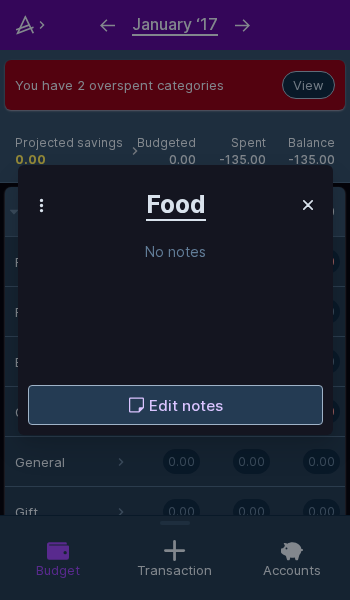 January ‘17
You have 2 overspent categories
View
Projected savings Budgeted Spent Balance
0.00 0.00 -135.00 -135.00
Food
No notes
Edit notes
General 0.00 0.00 0.00
Gift 0.00 0.00 0.00
Budget Transaction Accounts